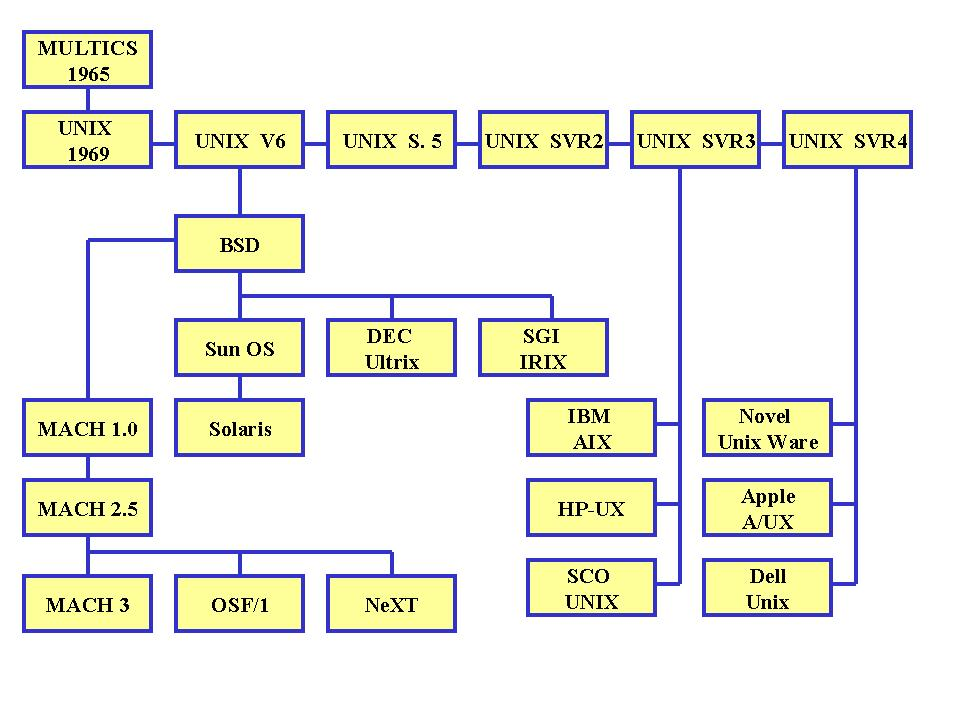 MULTICS
1965
UNIX
1969
UNIX V6
UNIX S. 5
UNIX SVR2
UNIX SVR3
UNIX SVR4
BSD
Sun OS
DEC
Ultrix
SGI
IRIX
MACH 1.0
Solaris
IBM
AIX
Novel
Unix Ware
MACH 2.5
HP-UX
Apple
A/UX
MACH 3
OSF/1
NeXT
SCO
UNIX
Dell
Unix